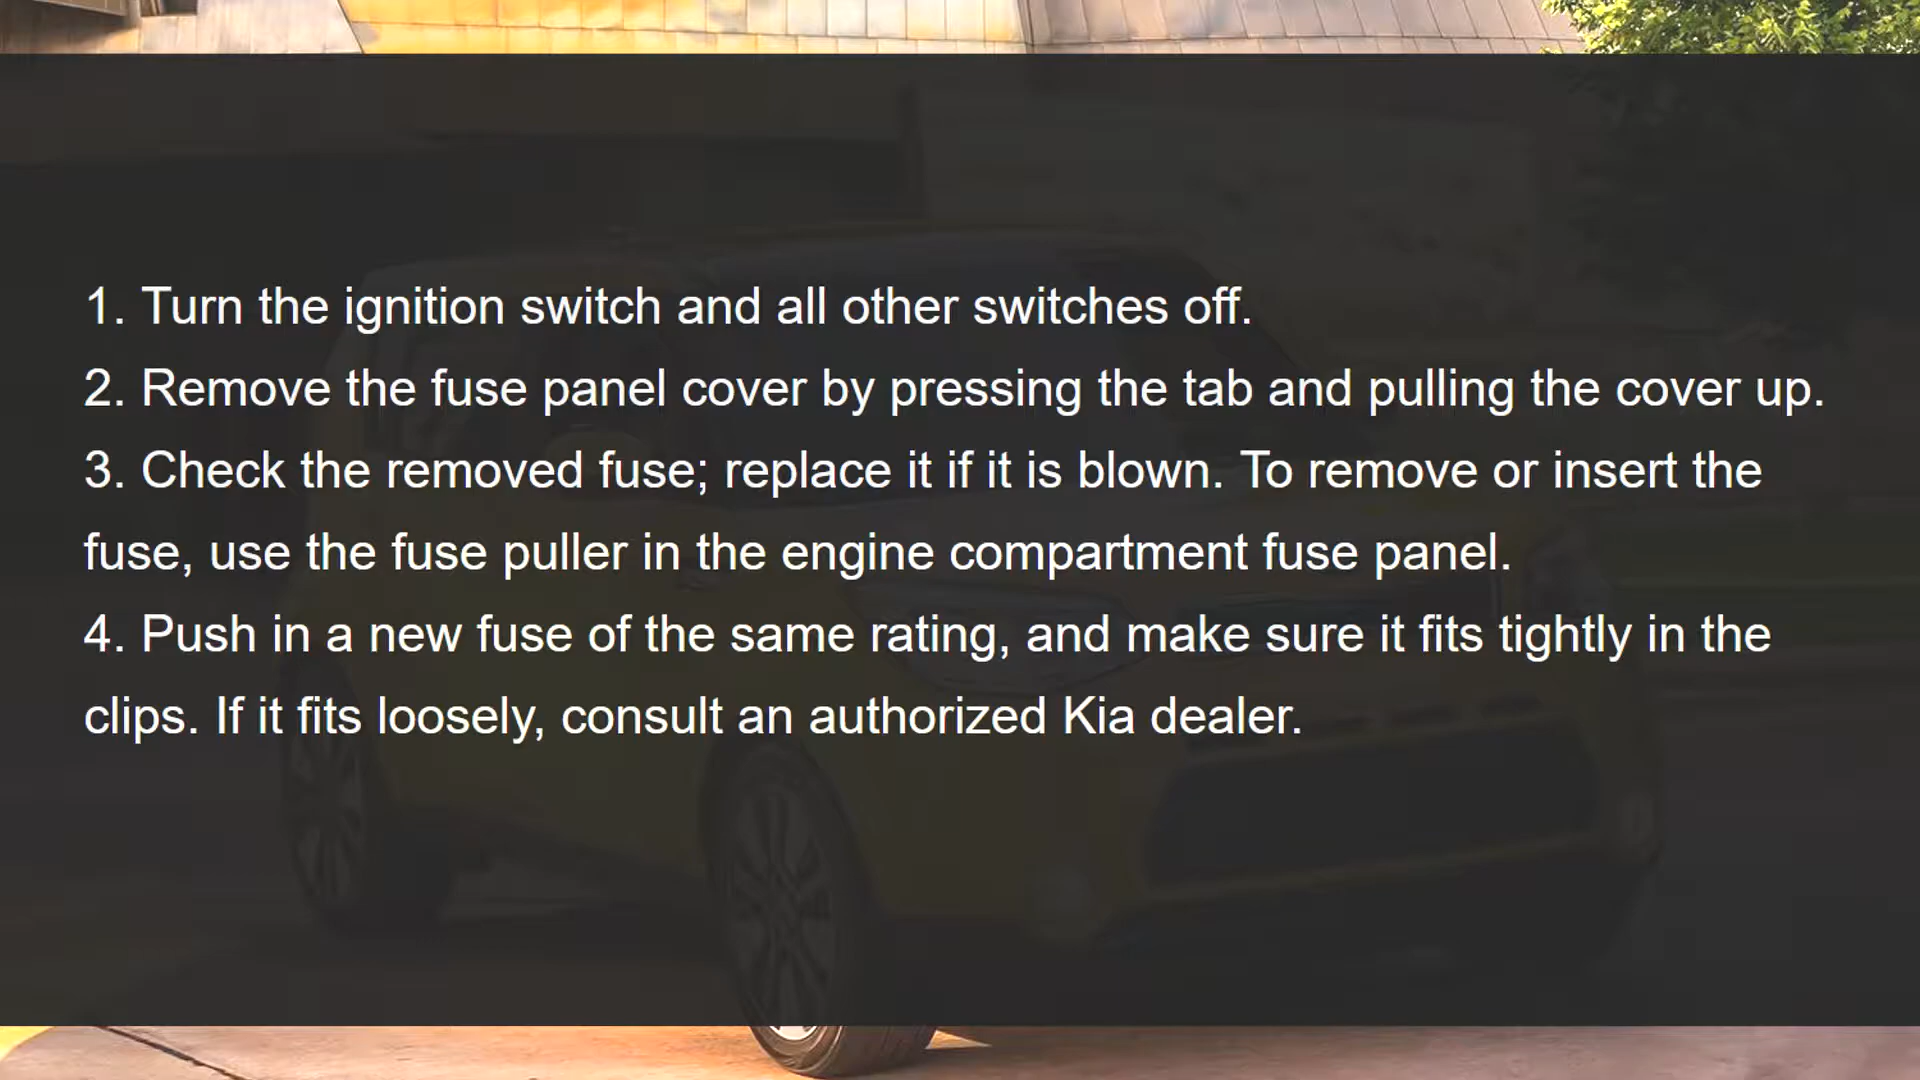 1. Turn the ignition switch and all other switches off.
2. Remove the fuse panel cover by pressing the tab and pulling the cover up.
3. Check the removed fuse; replace it if it is blown. To remove or insert the
fuse, use the fuse puller in the engine compartment fuse panel.
4. Push in a new fuse of the same rating, and make sure it fits tightly in the
clips. If it fits loosely, consult an authorized Kia dealer.